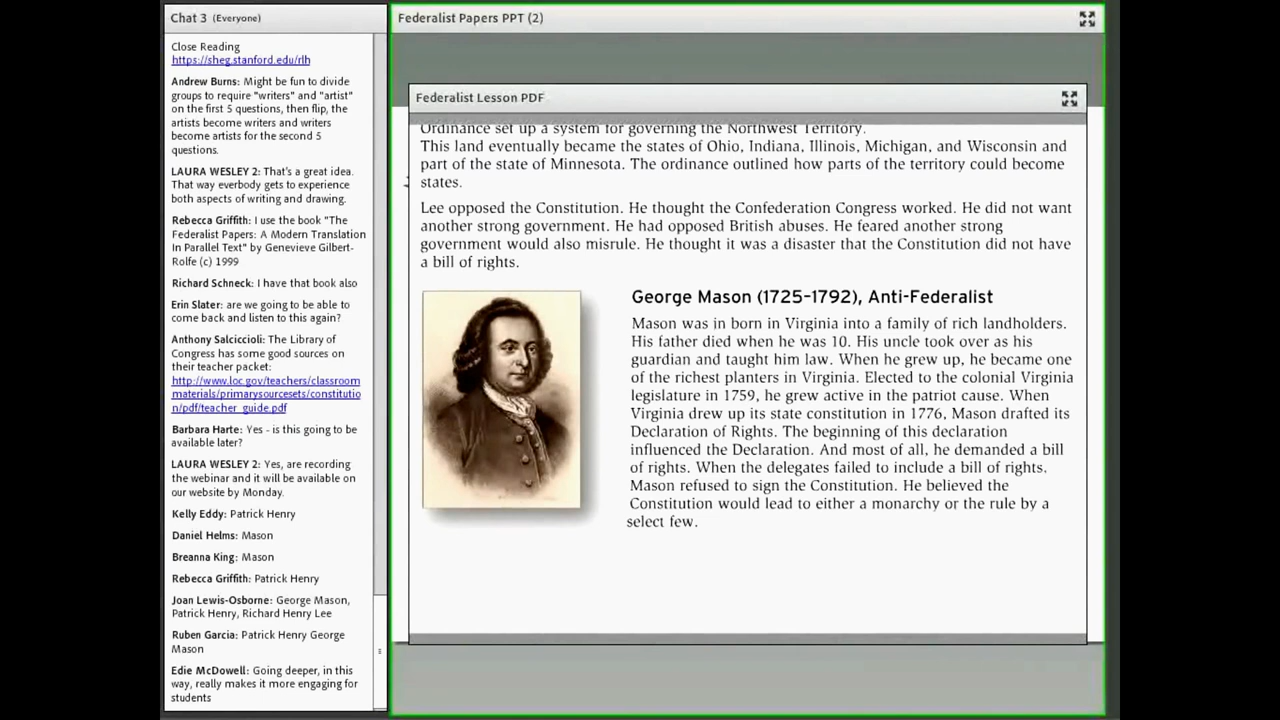 Chat 3 (Everyone)
Close Reading
https://sheg.stanford.edu/rlh
Andrew Burns: Might be fun to divide
groups to require "writers" and "artist"
on the first 5 questions, then flip, the
artists become writers and writers
become artists for the second 5
questions.
LAURA WESLEY 2: That's a great idea.
That way everbody gets to experience
both aspects of writing and drawing.
Rebecca Griffith: I use the book "The
Federalist Papers: A Modern Translation
In Parallel Text" by Genevieve Gilbert-
Rolfe (c) 1999
Richard Schneck: I have that book also
Erin Slater: are we going to be able to
come back and listen to this again?
Anthony Salciccioli: The Library of
Congress has some good sources on
their teacher packet:
http://www.loc.gov/teachers/classroom
materials/primarysourcesets/constitutio
n/pdf/teacher_guide.pdf
Barbara Harte: Yes - is this going to be
available later?
LAURA WESLEY 2: Yes, are recording
the webinar and it will be available on
our website by Monday.
Kelly Eddy: Patrick Henry
Daniel Helms: Mason
Breanna King: Mason
Rebecca Griffith: Patrick Henry
Joan Lewis-Osborne: George Mason,
Patrick Henry, Richard Henry Lee
Ruben Garcia: Patrick Henry George
Mason
Edie McDowell: Going deeper, in this
way, really makes it more engaging for
students
Federalist Papers PPT (2)
Federalist Lesson PDF
Ordinance set up a system for governing the Northwest Territory.
This land eventually became the states of Ohio, Indiana, Illinois, Michigan, and Wisconsin and
part of the state of Minnesota. The ordinance outlined how parts of the territory could become
states.
Lee opposed the Constitution. He thought the Confederation Congress worked. He did not want
another strong government. He had opposed British abuses. He feared another strong
government would also misrule. He thought it was a disaster that the Constitution did not have
a bill of rights.
George Mason (1725–1792), Anti-Federalist
Mason was in born in Virginia into a family of rich landholders.
His father died when he was 10. His uncle took over as his
guardian and taught him law. When he grew up, he became one
of the richest planters in Virginia. Elected to the colonial Virginia
legislature in 1759, he grew active in the patriot cause. When
Virginia drew up its state constitution in 1776, Mason drafted its
Declaration of Rights. The beginning of this declaration
influenced the Declaration. And most of all, he demanded a bill
of rights. When the delegates failed to include a bill of rights.
Mason refused to sign the Constitution. He believed the
Constitution would lead to either a monarchy or the rule by a
select few.